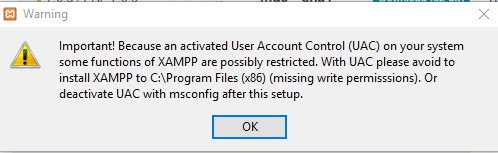 Warning
Important! Because an activated User Account Control (UAC) on your system
some functions of XAMPP are possibly restricted. With UAC please avoid to
install XAMPP to C:\Program Files (x86) (missing write permisssions). Or
deactivate UAC with msconfig after this setup.
OK